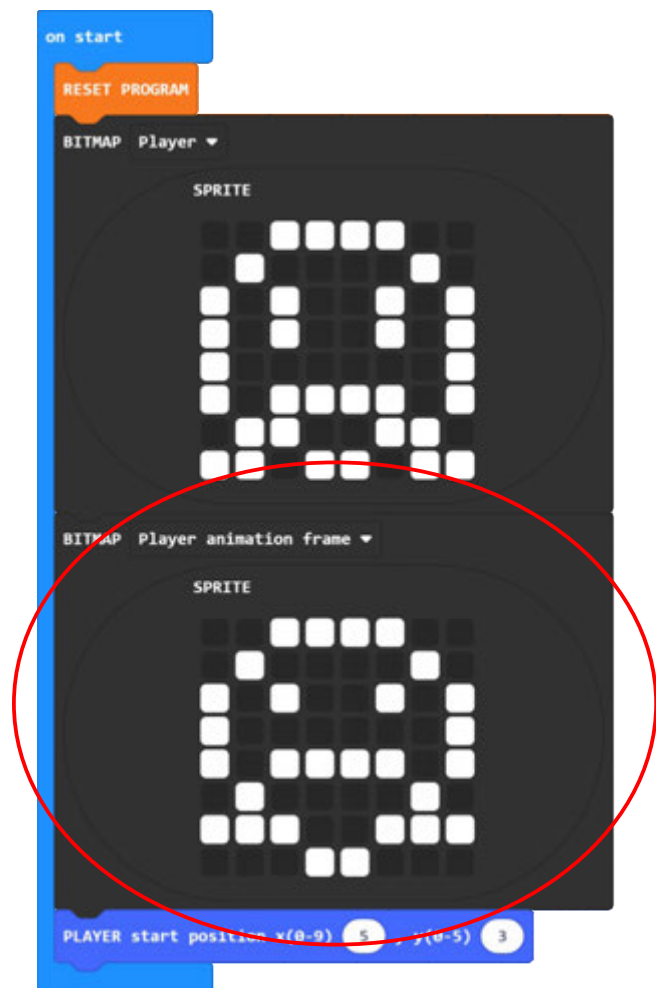 on start
RESET PROGRAM
BITMAP Player
SPRITE
BITMAP Player animation frame
SPRITE
PLAYER start position x(0-9) 5 , y(0-5) 3